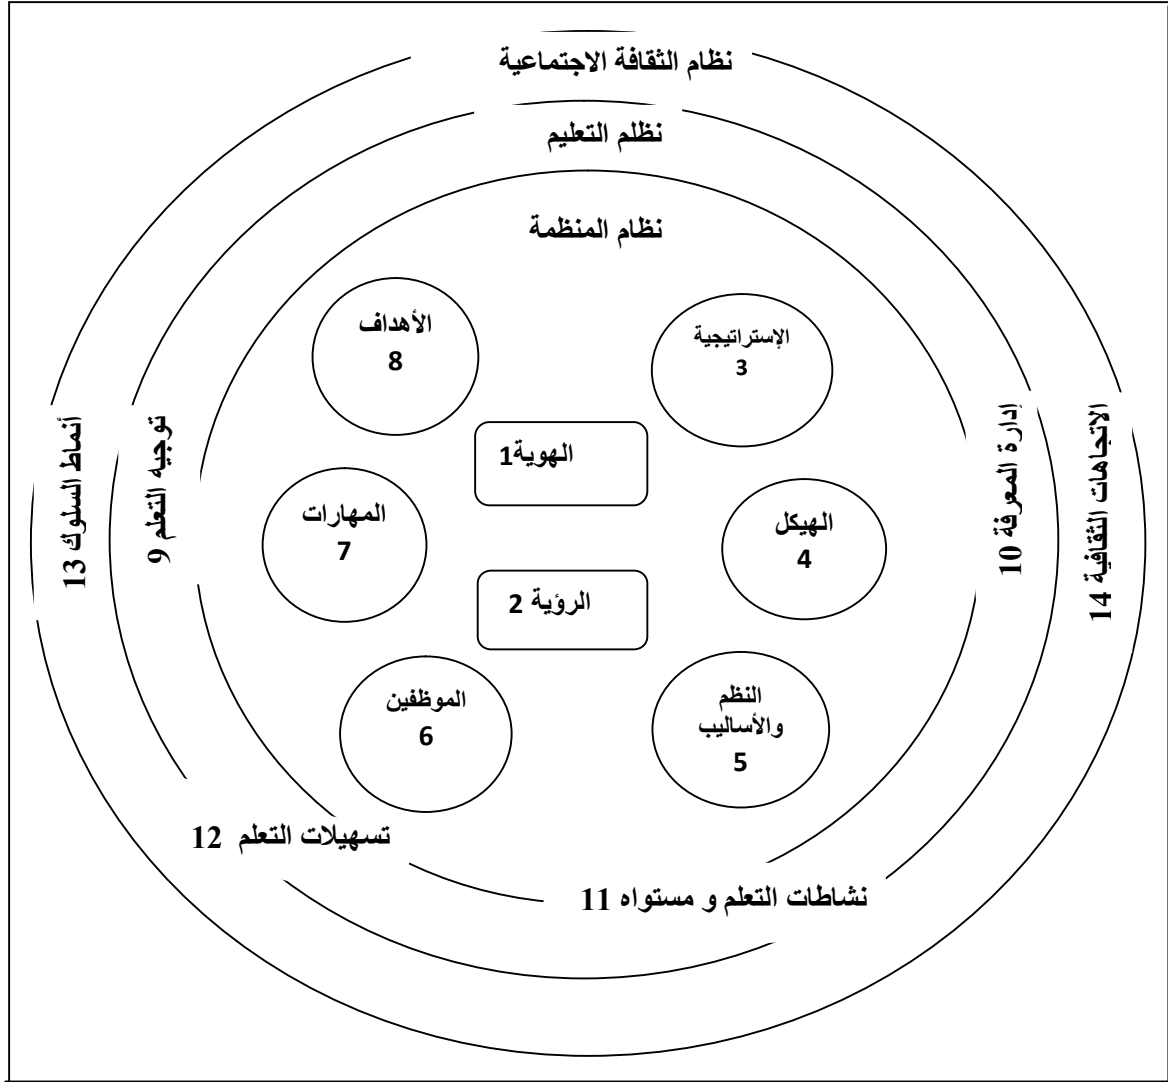 نظام الثقافة الاجتماعية
نظلم التعليم
نظام المنظمة
الأهداف
8
الإستراتيجية
3
الهوية1
المهارات
7
الهيكل
4
الرؤية 2
الموظفين
6
النظم
والأساليب
5
أنماط السلوك 13
توجيه التعلم 9
إدارة المعرفة 10
الاتجاهات الثقافية 14
تسهيلات التعلم 12
نشاطات التعلم و مستواه 11